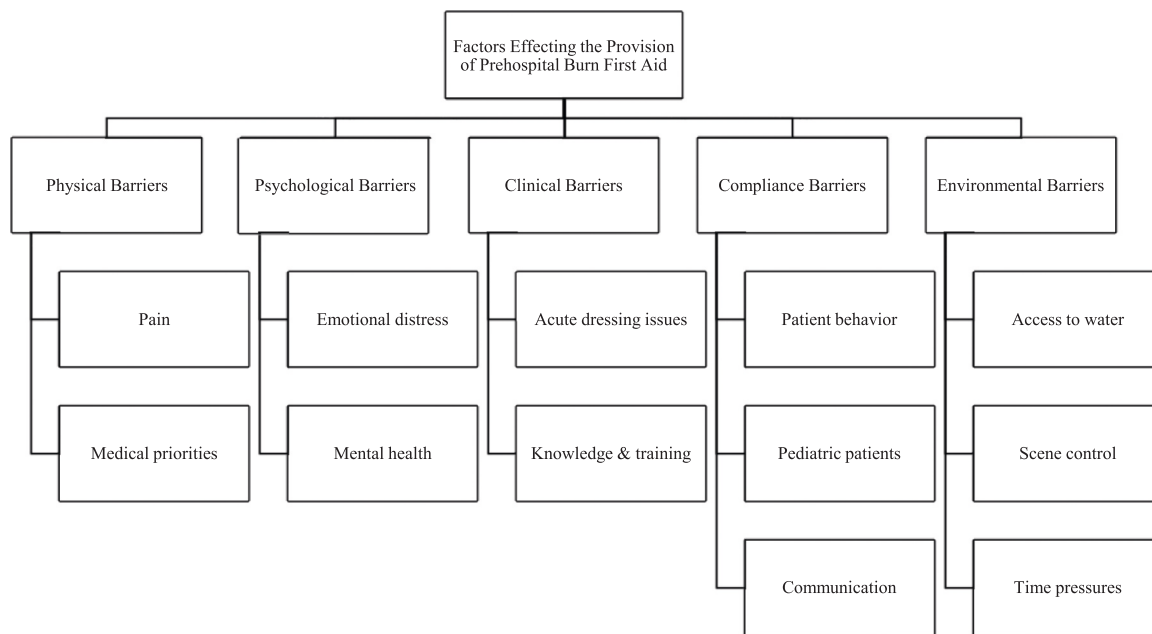 Factors Effecting the Provision
of Prehospital Burn First Aid
Physical Barriers
Psychological Barriers
Clinical Barriers
Compliance Barriers
Environmental Barriers
Pain
Emotional distress
Acute dressing issues
Patient behavior
Access to water
Medical priorities
Mental health
Knowledge & training
Pediatric patients
Scene control
Communication
Time pressures